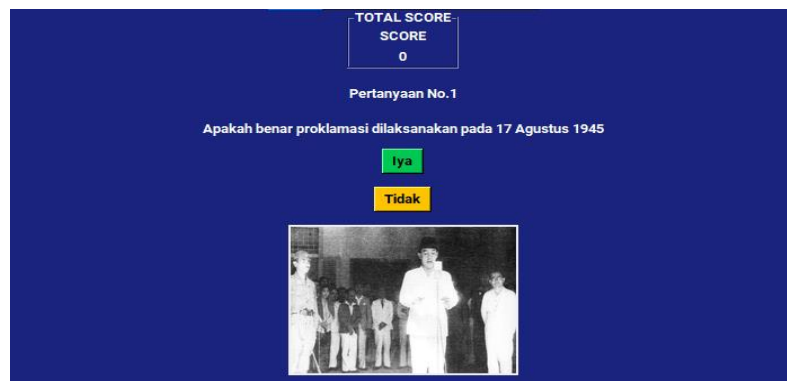 TOTAL SCORE
SCORE
0
Pertanyaan No.1
Apakah benar proklamasi dilaksanakan pada 17 Agustus 1945
Iya
Tidak